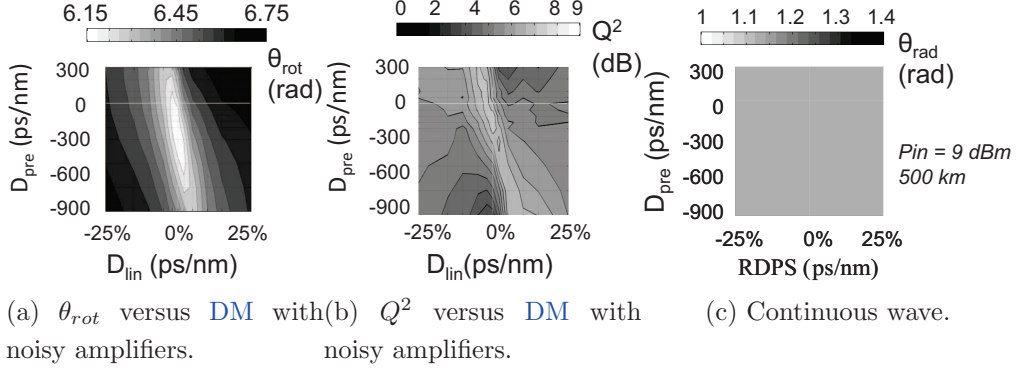 6.15 6.45 6.75
θrot
(rad)
300
0
-300
-600
-900
Dpre (ps/nm)
-25% 0% 25%
Dlin (ps/nm)
0 2 4 6 8 9
Q²
(dB)
300
0
-300
-600
-900
Dpre (ps/nm)
-25% 0% 25%
Dlin(ps/nm)
1 1.1 1.2 1.3 1.4
θrad
(rad)
300
0
-300
-600
-900
Dpre (ps/nm)
-25% 0% 25%
RDPS (ps/nm)
Pin = 9 dBm
500 km
(a) θrot versus DM with
noisy amplifiers.
(b) Q² versus DM with
noisy amplifiers.
(c) Continuous wave.